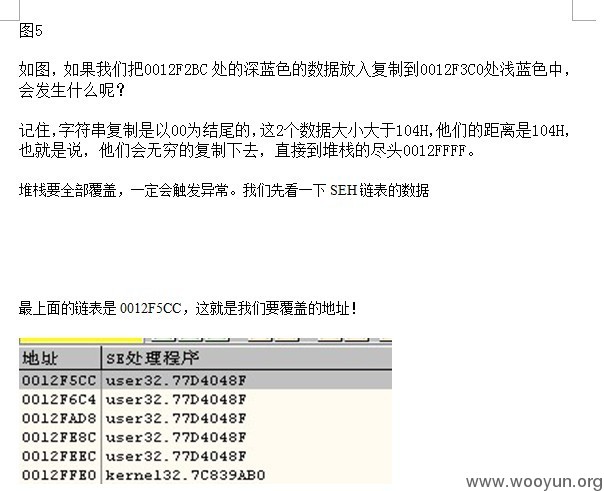 图5
如图,如果我们把0012F2BC 处的深蓝色的数据放入复制到0012F3C0处浅蓝色中,
会发生什么呢?
记住,字符串复制是以00为结尾的,这2个数据大小大于104H,他们的距离是104H,
也就是说,他们会无穷的复制下去,直接到堆栈的尽头0012FFFF。
堆栈要全部覆盖,一定会触发异常。我们先看一下 SEH 链表的数据
最上面的链表是 0012F5CC,这就是我们要覆盖的地址!
地址 SE处理程序
0012F5CC user32.77D4048F
0012F6C4 user32.77D4048F
0012FAD8 user32.77D4048F
0012FE8C user32.77D4048F
0012FEEC user32.77D4048F
0012FFE0 kernel32.7C839AB0
www.wooyun.org